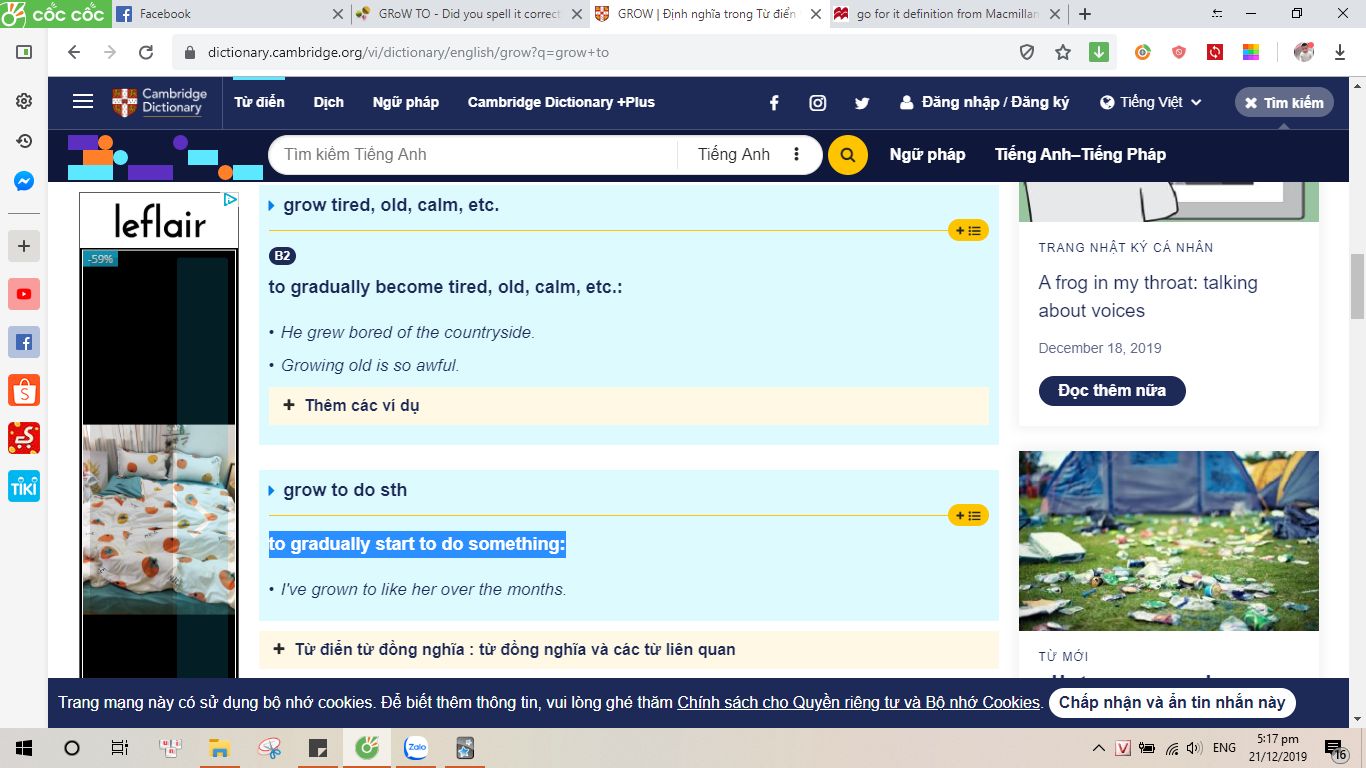 cốc cốc
Facebook
GRoW TO - Did you spell it correct
GROW | Định nghĩa trong Từ điển
go for it definition from Macmillan
dictionary.cambridge.org/vi/dictionary/english/grow?q=grow+to
Cambridge
Dictionary
Từ điển
Dịch
Ngữ pháp
Cambridge Dictionary +Plus
Đăng nhập / Đăng ký
Tiếng Việt
Tìm kiếm
Tìm kiếm Tiếng Anh
Tiếng Anh
Ngữ pháp
Tiếng Anh–Tiếng Pháp
leflair
-59%
grow tired, old, calm, etc.
B2
to gradually become tired, old, calm, etc.:
• He grew bored of the countryside.
• Growing old is so awful.
+ Thêm các ví dụ
grow to do sth
to gradually start to do something:
• I've grown to like her over the months.
+ Từ điển từ đồng nghĩa : từ đồng nghĩa và các từ liên quan
TRANG NHẬT KÝ CÁ NHÂN
A frog in my throat: talking
about voices
December 18, 2019
Đọc thêm nữa
TỪ MỚI
TiKi
Trang mạng này có sử dụng bộ nhớ cookies. Để biết thêm thông tin, vui lòng ghé thăm Chính sách cho Quyền riêng tư và Bộ nhớ Cookies.
Chấp nhận và ẩn tin nhắn này
Zalo
ENG
5:17 pm
21/12/2019
16